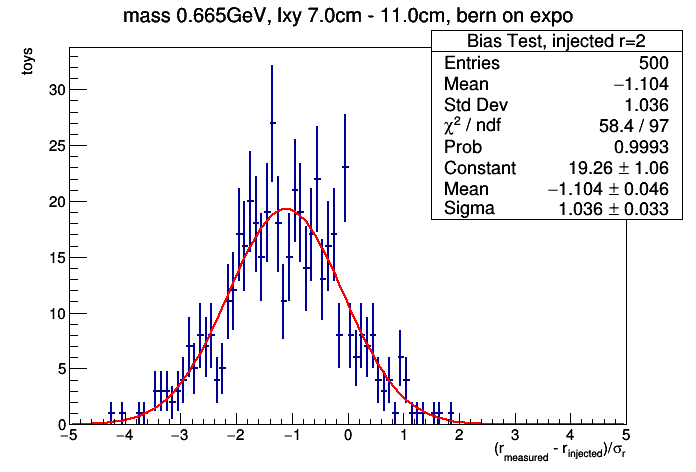 mass 0.665GeV, lxy 7.0cm - 11.0cm, bern on expo
Bias Test, injected r=2
Entries 500
Mean −1.104
Std Dev 1.036
χ² / ndf 58.4 / 97
Prob 0.9993
Constant 19.26 ± 1.06
Mean −1.104 ± 0.046
Sigma 1.036 ± 0.033
toys
30
25
20
15
10
5
0
−5 −4 −3 −2 −1 0 1 2 3 4 5
(r_measured - r_injected)/σ_r